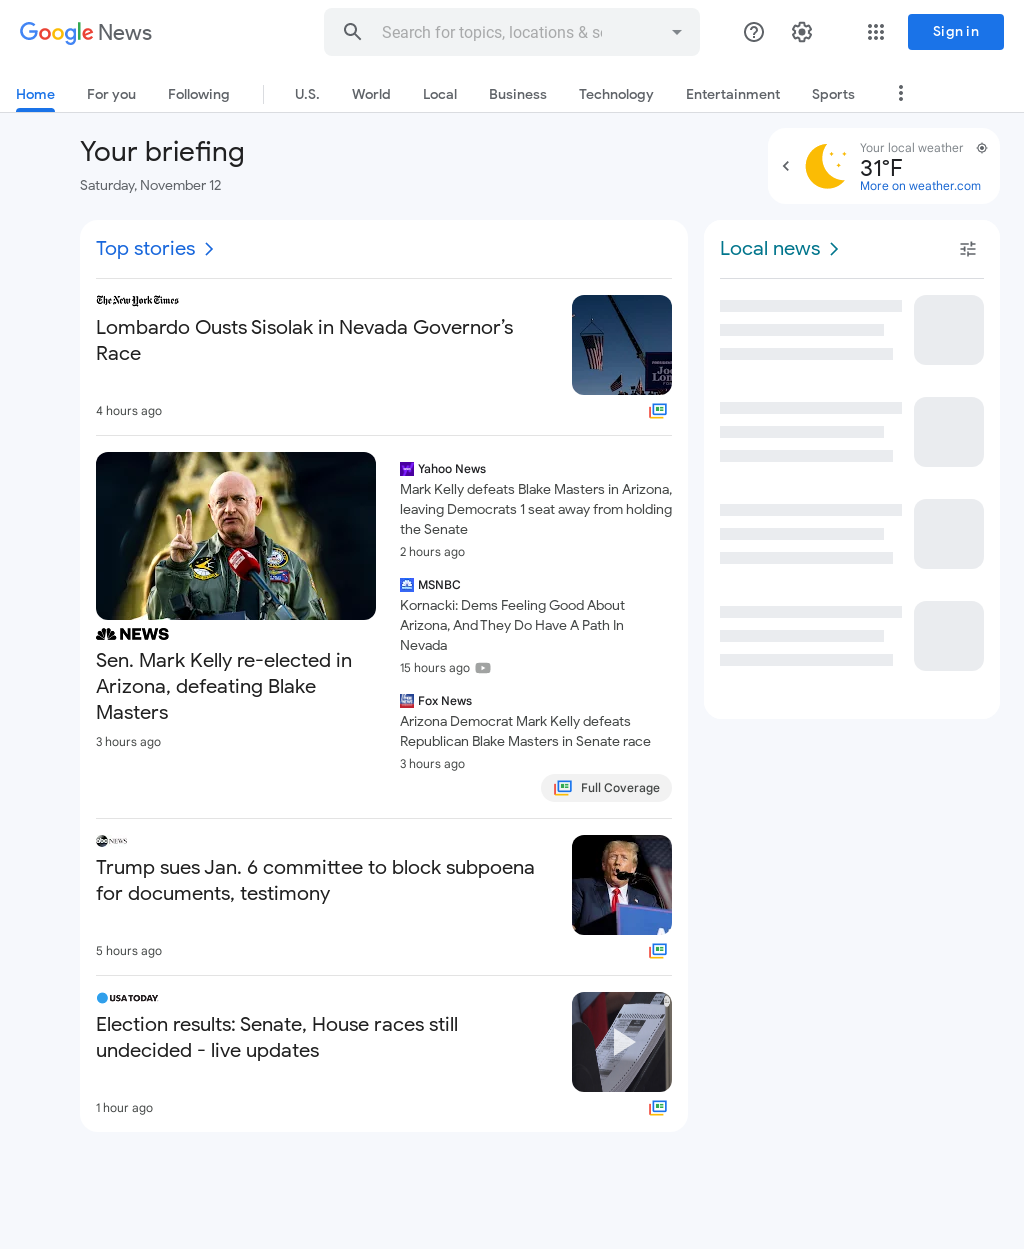 Google News
Search for topics, locations & s
Sign in
Home
For you
Following
U.S.
World
Local
Business
Technology
Entertainment
Sports
Your briefing
Saturday, November 12
Your local weather
31°F
More on weather.com
Top stories
The New York Times
Lombardo Ousts Sisolak in Nevada Governor’s
Race
4 hours ago
NEWS
Sen. Mark Kelly re-elected in
Arizona, defeating Blake
Masters
3 hours ago
Yahoo News
Mark Kelly defeats Blake Masters in Arizona,
leaving Democrats 1 seat away from holding
the Senate
2 hours ago
MSNBC
Kornacki: Dems Feeling Good About
Arizona, And They Do Have A Path In
Nevada
15 hours ago
Fox News
Arizona Democrat Mark Kelly defeats
Republican Blake Masters in Senate race
3 hours ago
Full Coverage
abc NEWS
Trump sues Jan. 6 committee to block subpoena
for documents, testimony
5 hours ago
USA TODAY
Election results: Senate, House races still
undecided - live updates
1 hour ago
Local news